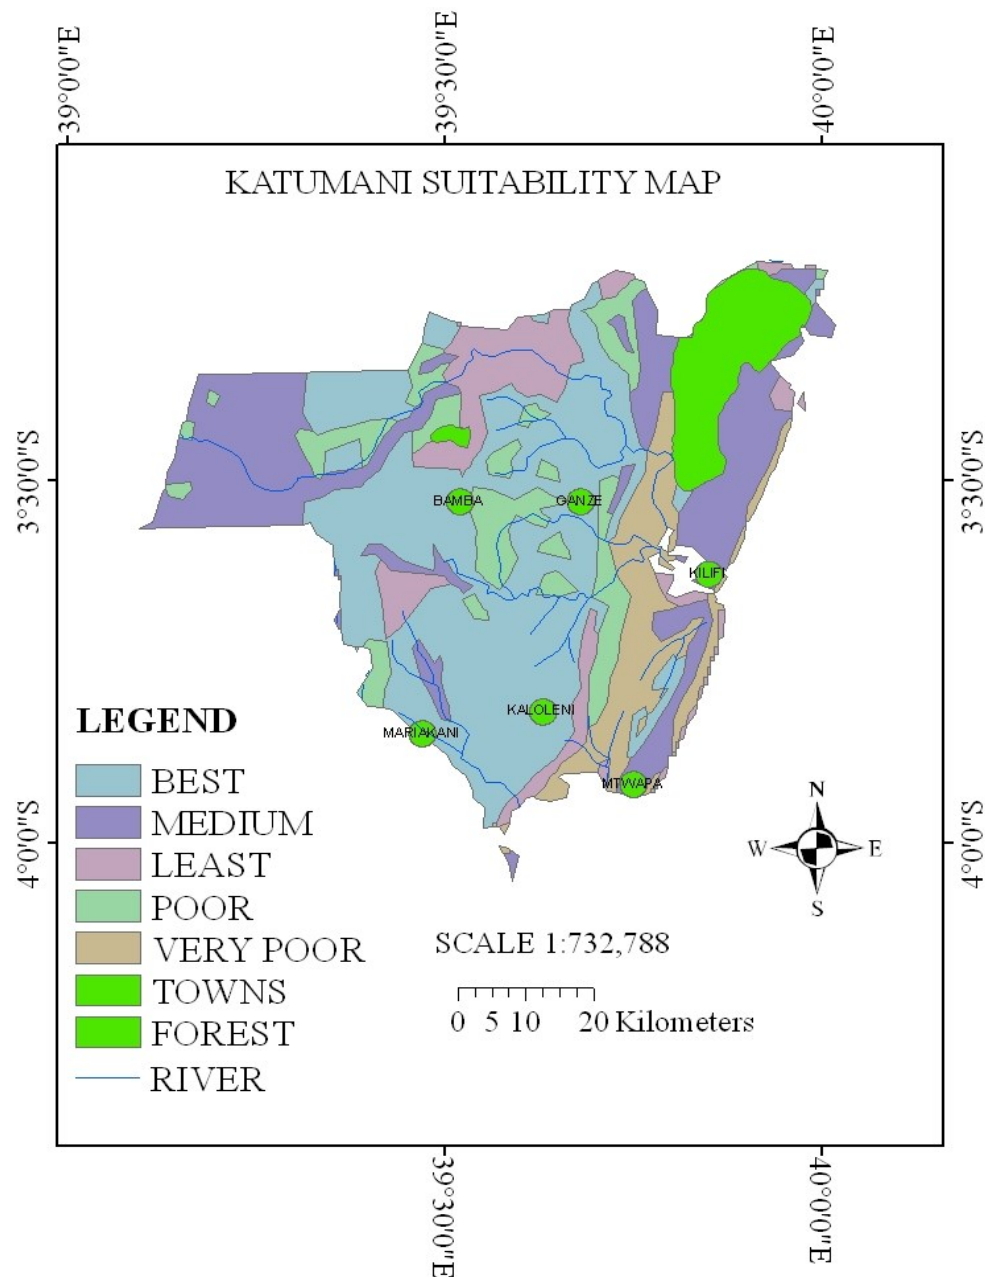 39°0'0"E
39°30'0"E
40°0'0"E
KATUMANI SUITABILITY MAP
3°30'0"S
3°30'0"S
BAMBA
GANZE
KILIFI
KALOLENI
MARIAKANI
MTWAPA
LEGEND
BEST
MEDIUM
LEAST
POOR
VERY POOR
TOWNS
FOREST
RIVER
4°0'0"S
4°0'0"S
N
W
E
S
SCALE 1:732,788
0 5 10 20 Kilometers
39°30'0"E
40°0'0"E